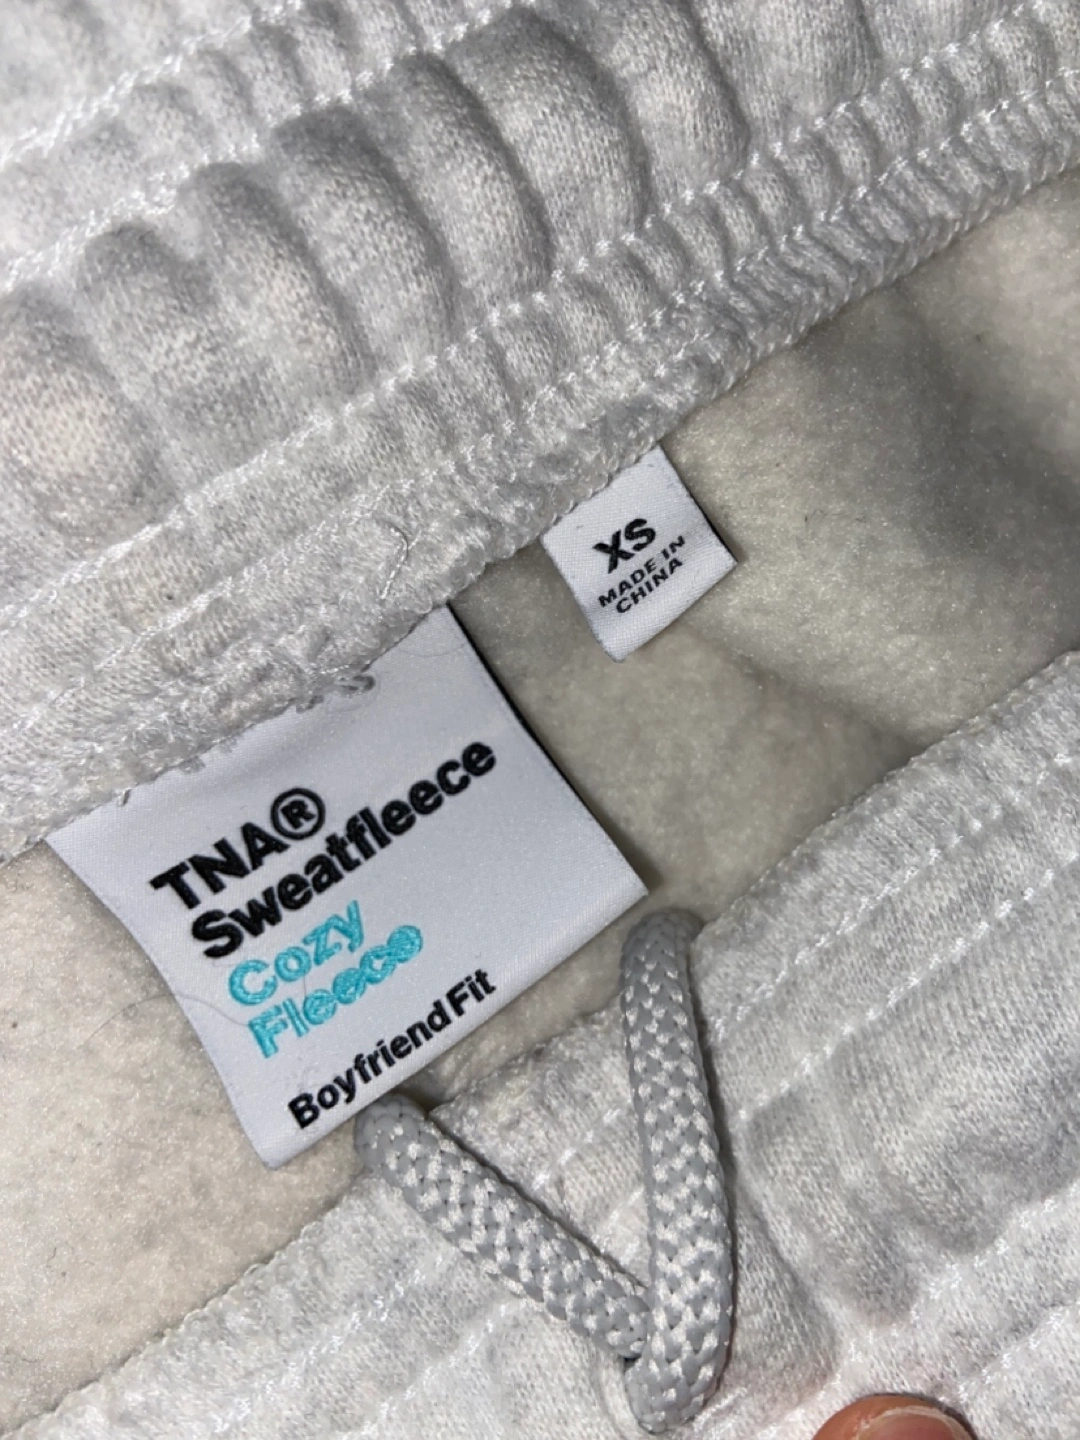 XS
MADE IN
CHINA
TNA®
Sweatfleece
Cozy
Fleece
Boyfriend Fit